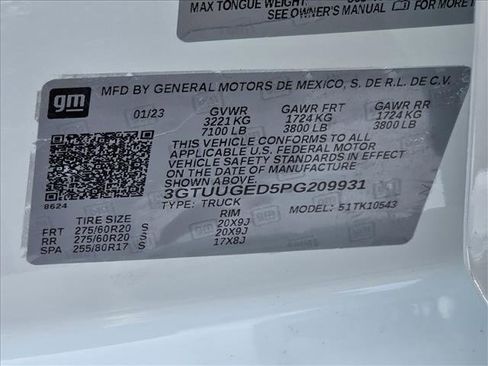 MAX TONGUE WEIGHT:
SEE OWNER'S MANUAL FOR MORE
gm
MFD BY GENERAL MOTORS DE MEXICO, S. DE R.L. DE C.V.
01/23 GVWR GAWR FRT GAWR RR
3221 KG 1724 KG 1724 KG
7100 LB 3800 LB 3800 LB
THIS VEHICLE CONFORMS TO ALL
APPLICABLE U.S. FEDERAL MOTOR
VEHICLE SAFETY STANDARDS IN EFFECT
ON THE DATE OF MANUFACTURE SHOWN ABOVE.
3GTUUGED5PG209931
TYPE: TRUCK MODEL: 51TK10543
8624
TIRE SIZE RIM
FRT 275/60R20 S 20X9J
RR 275/60R20 S 20X9J
SPA 255/80R17 S 17X8J